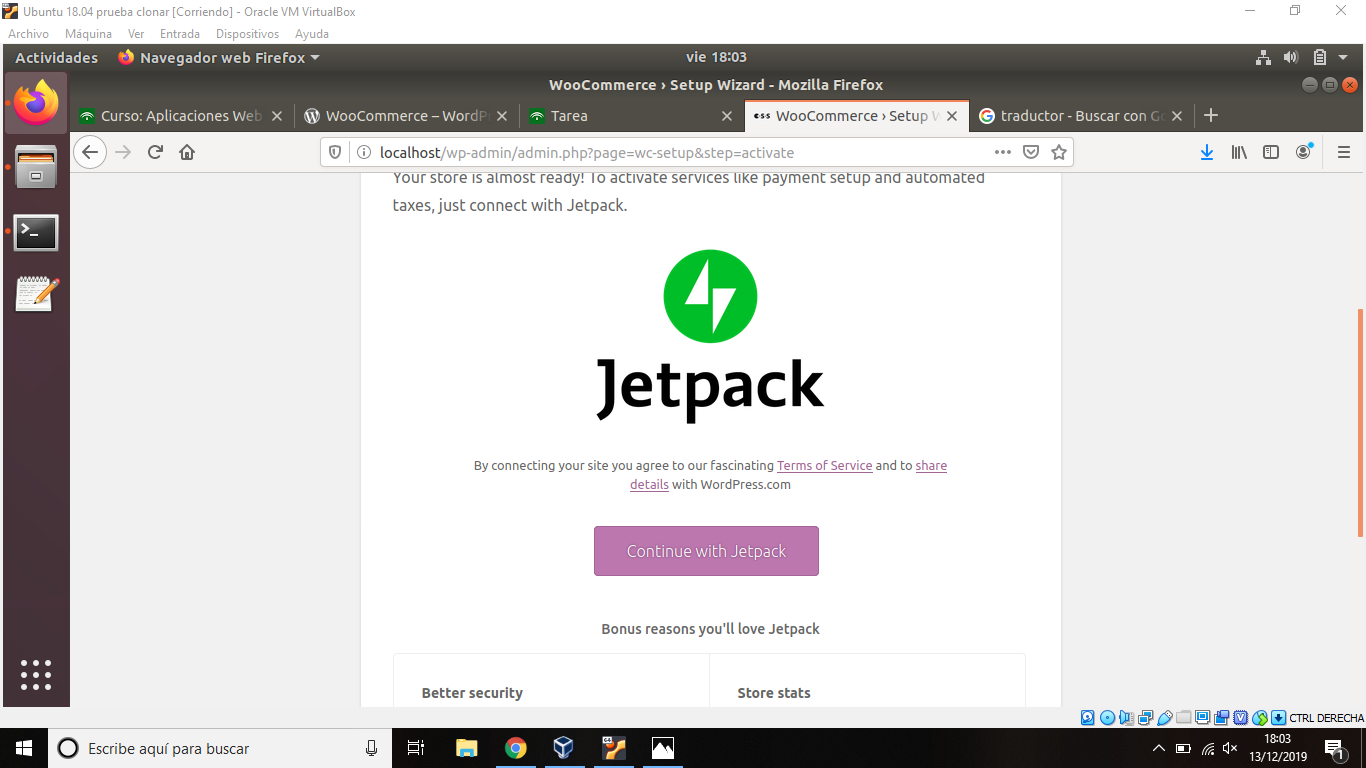 Ubuntu 18.04 prueba clonar [Corriendo] - Oracle VM VirtualBox
Archivo Máquina Ver Entrada Dispositivos Ayuda
Actividades Navegador web Firefox vie 18:03
WooCommerce › Setup Wizard - Mozilla Firefox
Curso: Aplicaciones Web WooCommerce – WordP Tarea WooCommerce › Setup W traductor - Buscar con Go
localhost/wp-admin/admin.php?page=wc-setup&step=activate
Your store is almost ready! To activate services like payment setup and automated
taxes, just connect with Jetpack.
Jetpack
By connecting your site you agree to our fascinating Terms of Service and to share
details with WordPress.com
Continue with Jetpack
Bonus reasons you'll love Jetpack
Better security Store stats
CTRL DERECHA
Escribe aquí para buscar
18:03
13/12/2019
1